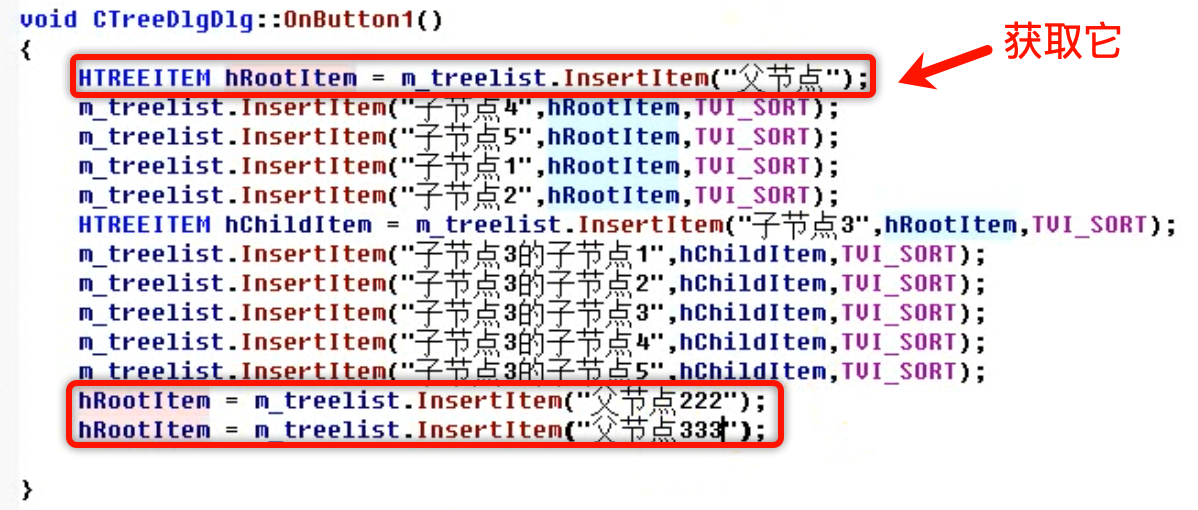 void CTreeDlgDlg::OnButton1()
{
获取它
HTREEITEM hRootItem = m_treelist.InsertItem("父节点");
m_treelist.InsertItem("子节点4",hRootItem,TVI_SORT);
m_treelist.InsertItem("子节点5",hRootItem,TVI_SORT);
m_treelist.InsertItem("子节点1",hRootItem,TVI_SORT);
m_treelist.InsertItem("子节点2",hRootItem,TVI_SORT);
HTREEITEM hChildItem = m_treelist.InsertItem("子节点3",hRootItem,TVI_SORT);
m_treelist.InsertItem("子节点3的子节点1",hChildItem,TVI_SORT);
m_treelist.InsertItem("子节点3的子节点2",hChildItem,TVI_SORT);
m_treelist.InsertItem("子节点3的子节点3",hChildItem,TVI_SORT);
m_treelist.InsertItem("子节点3的子节点4",hChildItem,TVI_SORT);
m_treelist.InsertItem("子节点3的子节点5",hChildItem,TVI_SORT);
hRootItem = m_treelist.InsertItem("父节点222");
hRootItem = m_treelist.InsertItem("父节点333");
}